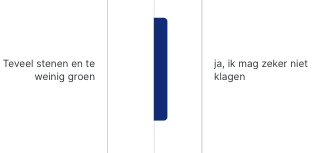 Teveel stenen en te
weinig groen
ja, ik mag zeker niet
klagen